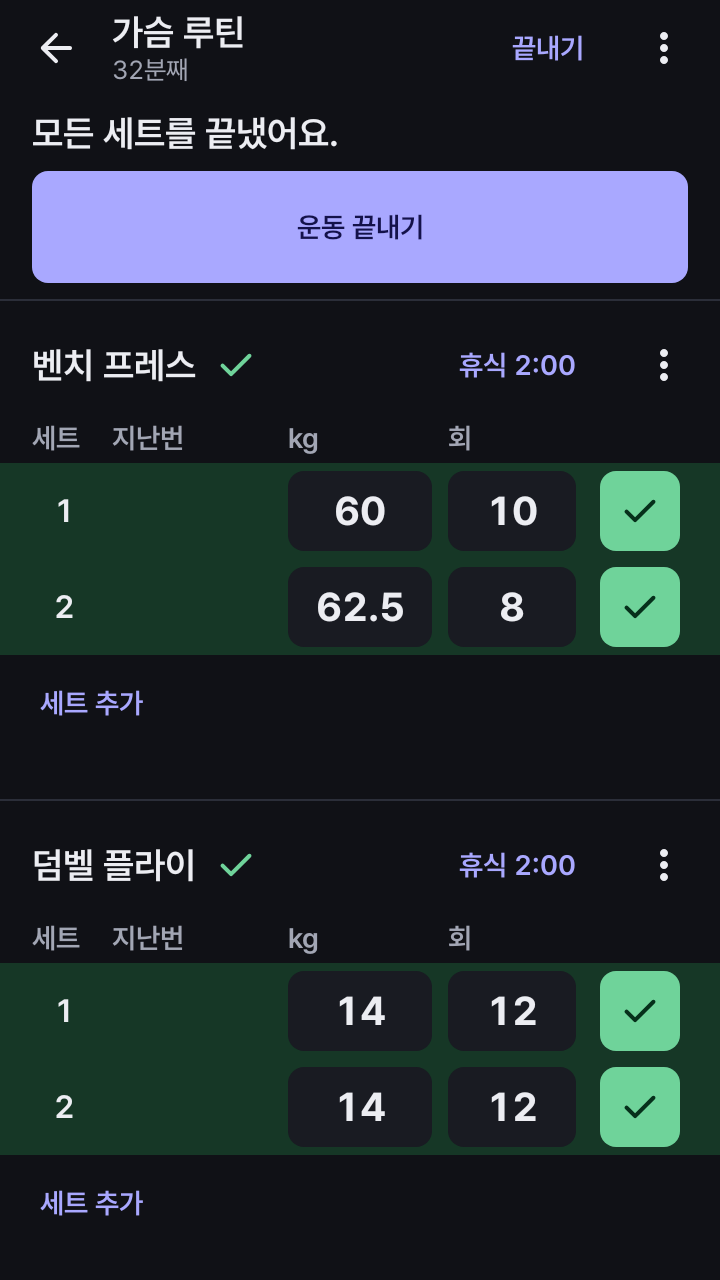 가슴 루틴
32분째
끝내기
모든 세트를 끝냈어요.
운동 끝내기
벤치 프레스
휴식 2:00
세트 지난번 kg 회
1 60 10
2 62.5 8
세트 추가
덤벨 플라이
휴식 2:00
세트 지난번 kg 회
1 14 12
2 14 12
세트 추가